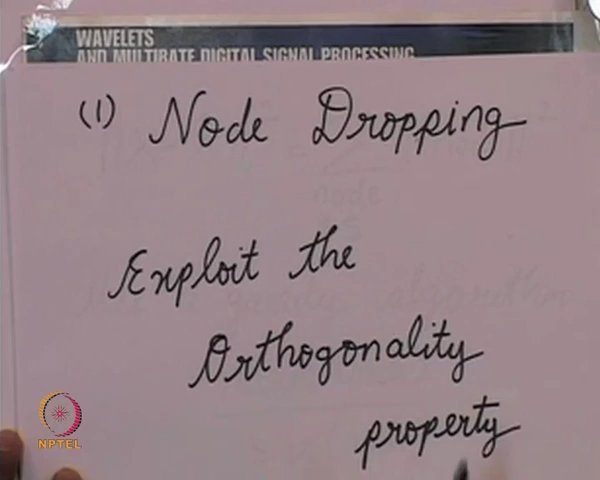 WAVELETS
AND MULTIRATE DIGITAL SIGNAL PROCESSING
(1) Node Dropping
Exploit the
Orthogonality
property
NPTEL